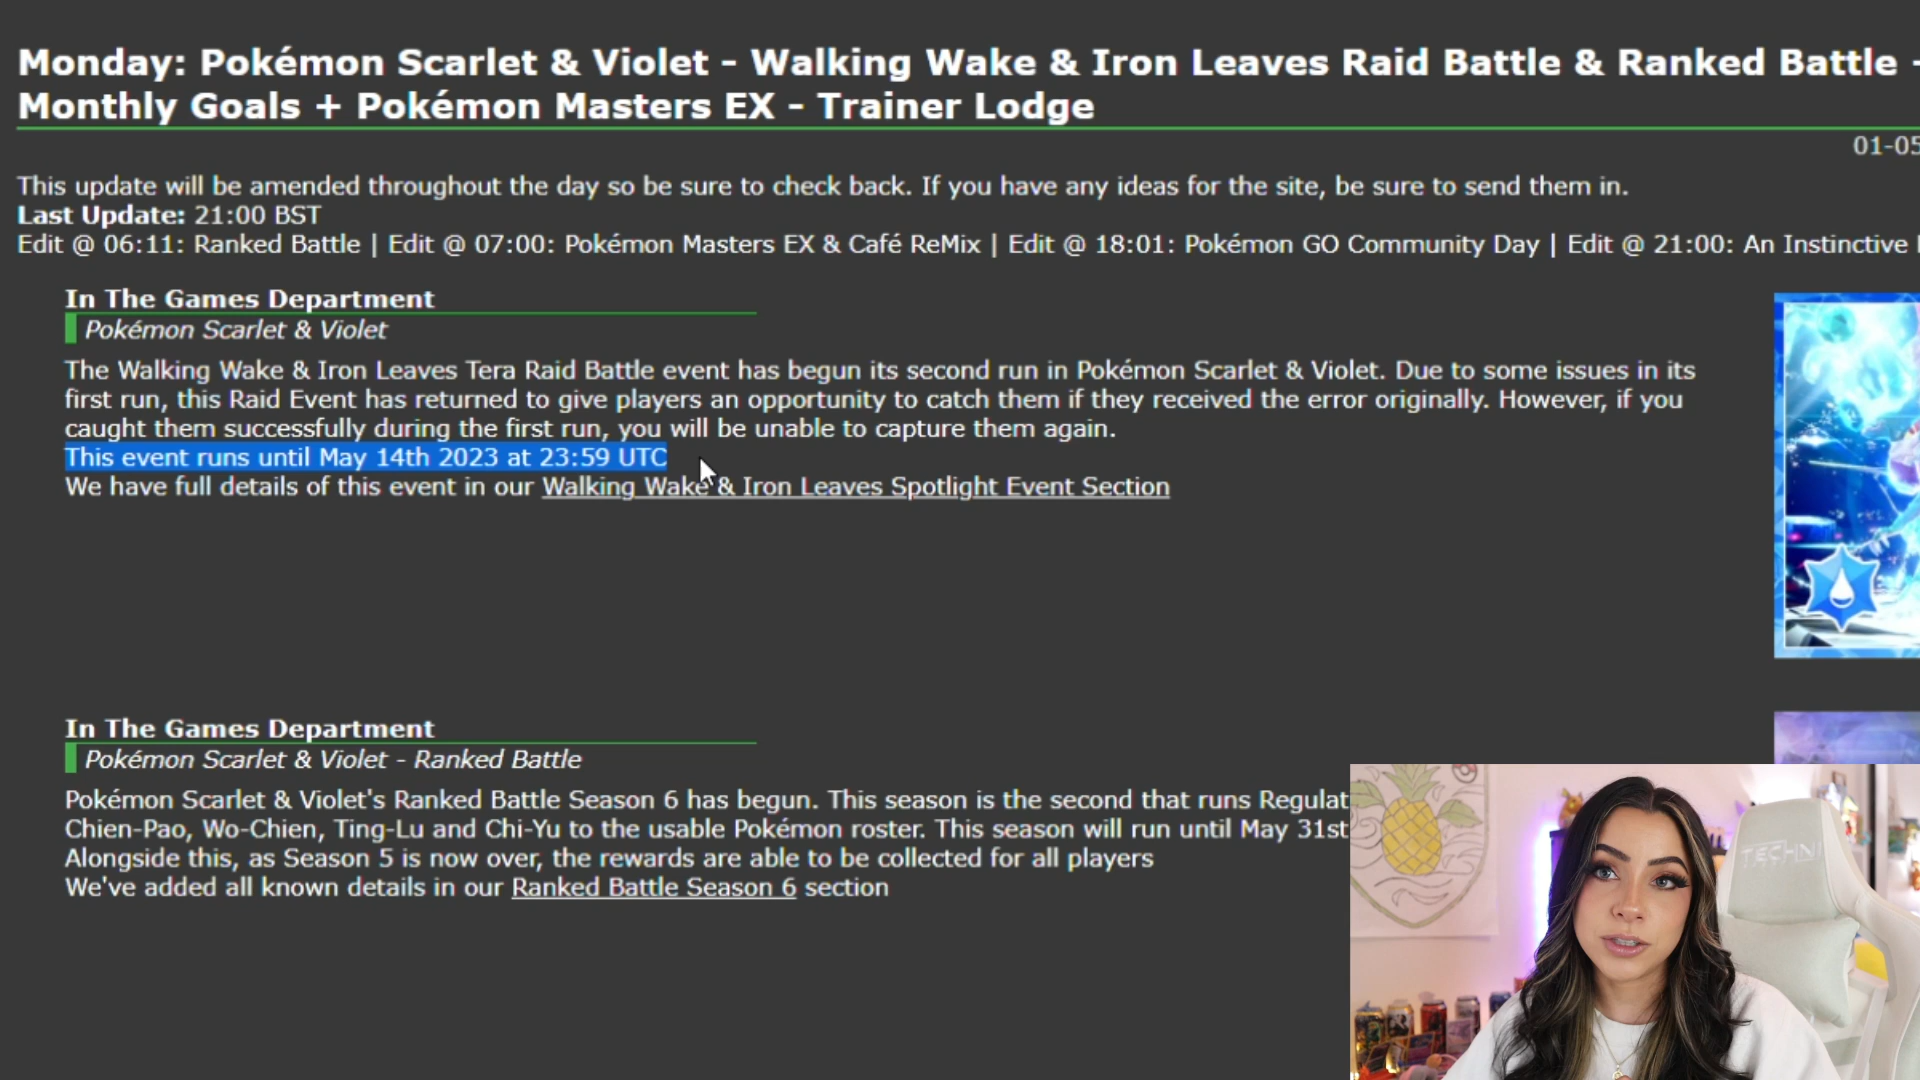 Monday: Pokémon Scarlet & Violet - Walking Wake & Iron Leaves Raid Battle & Ranked Battle -
Monthly Goals + Pokémon Masters EX - Trainer Lodge
01-05
This update will be amended throughout the day so be sure to check back. If you have any ideas for the site, be sure to send them in.
Last Update: 21:00 BST
Edit @ 06:11: Ranked Battle | Edit @ 07:00: Pokémon Masters EX & Café ReMix | Edit @ 18:01: Pokémon GO Community Day | Edit @ 21:00: An Instinctive
In The Games Department
Pokémon Scarlet & Violet
The Walking Wake & Iron Leaves Tera Raid Battle event has begun its second run in Pokémon Scarlet & Violet. Due to some issues in its
first run, this Raid Event has returned to give players an opportunity to catch them if they received the error originally. However, if you
caught them successfully during the first run, you will be unable to capture them again.
This event runs until May 14th 2023 at 23:59 UTC
We have full details of this event in our Walking Wake & Iron Leaves Spotlight Event Section
In The Games Department
Pokémon Scarlet & Violet - Ranked Battle
Pokémon Scarlet & Violet's Ranked Battle Season 6 has begun. This season is the second that runs Regulat
Chien-Pao, Wo-Chien, Ting-Lu and Chi-Yu to the usable Pokémon roster. This season will run until May 31st
Alongside this, as Season 5 is now over, the rewards are able to be collected for all players
We've added all known details in our Ranked Battle Season 6 section
TECHNI